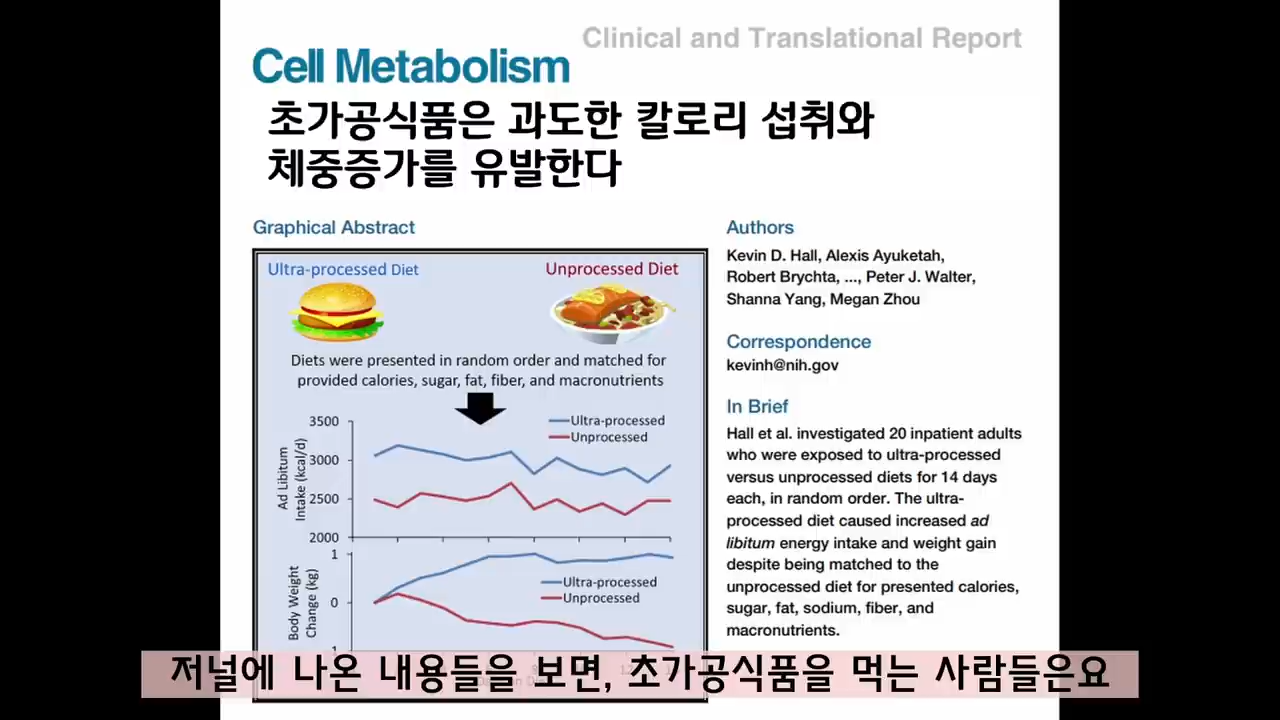 Clinical and Translational Report
Cell Metabolism
초가공식품은 과도한 칼로리 섭취와
체중증가를 유발한다
Graphical Abstract
Ultra-processed Diet
Unprocessed Diet
Diets were presented in random order and matched for
provided calories, sugar, fat, fiber, and macronutrients
Ad Libitum
Intake (kcal/d)
3500
3000
2500
2000
Ultra-processed
Unprocessed
Body Weight
Change (kg)
1
0
Ultra-processed
Unprocessed
Authors
Kevin D. Hall, Alexis Ayuketah,
Robert Brychta, ..., Peter J. Walter,
Shanna Yang, Megan Zhou
Correspondence
kevinh@nih.gov
In Brief
Hall et al. investigated 20 inpatient adults
who were exposed to ultra-processed
versus unprocessed diets for 14 days
each, in random order. The ultra-
processed diet caused increased ad
libitum energy intake and weight gain
despite being matched to the
unprocessed diet for presented calories,
sugar, fat, sodium, fiber, and
macronutrients.
저널에 나온 내용들을 보면, 초가공식품을 먹는 사람들은요